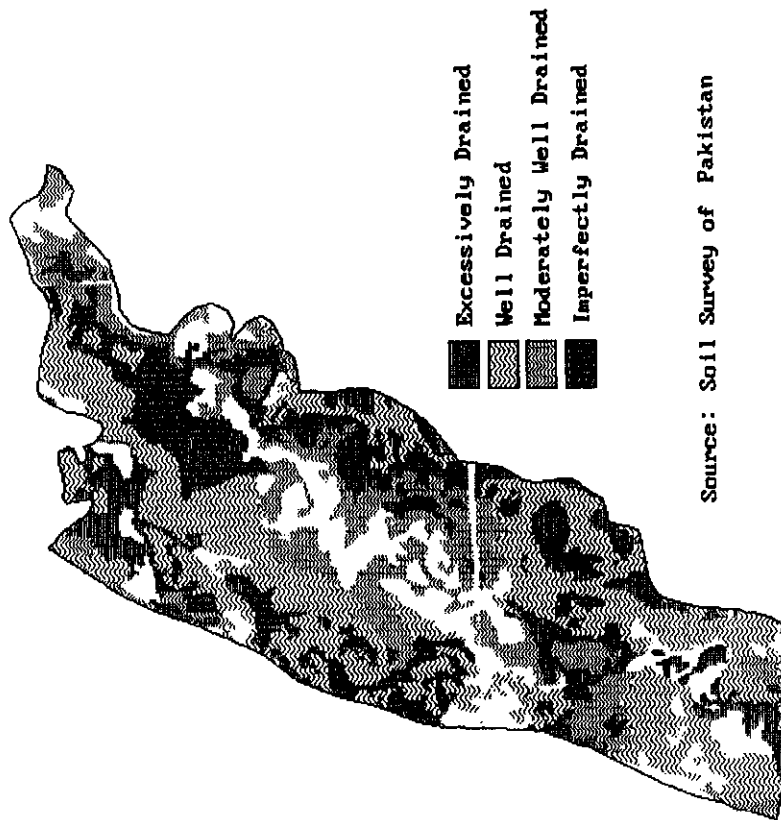 Excessively Drained
Well Drained
Moderately Well Drained
Imperfectly Drained
Source: Soil Survey of Pakistan